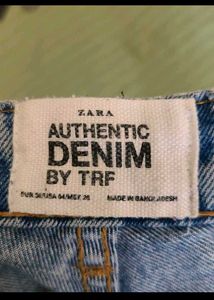 ZARA
AUTHENTIC
DENIM
BY TRF
EUR 36/USA 04/MEX 26 MADE IN BANGLADESH